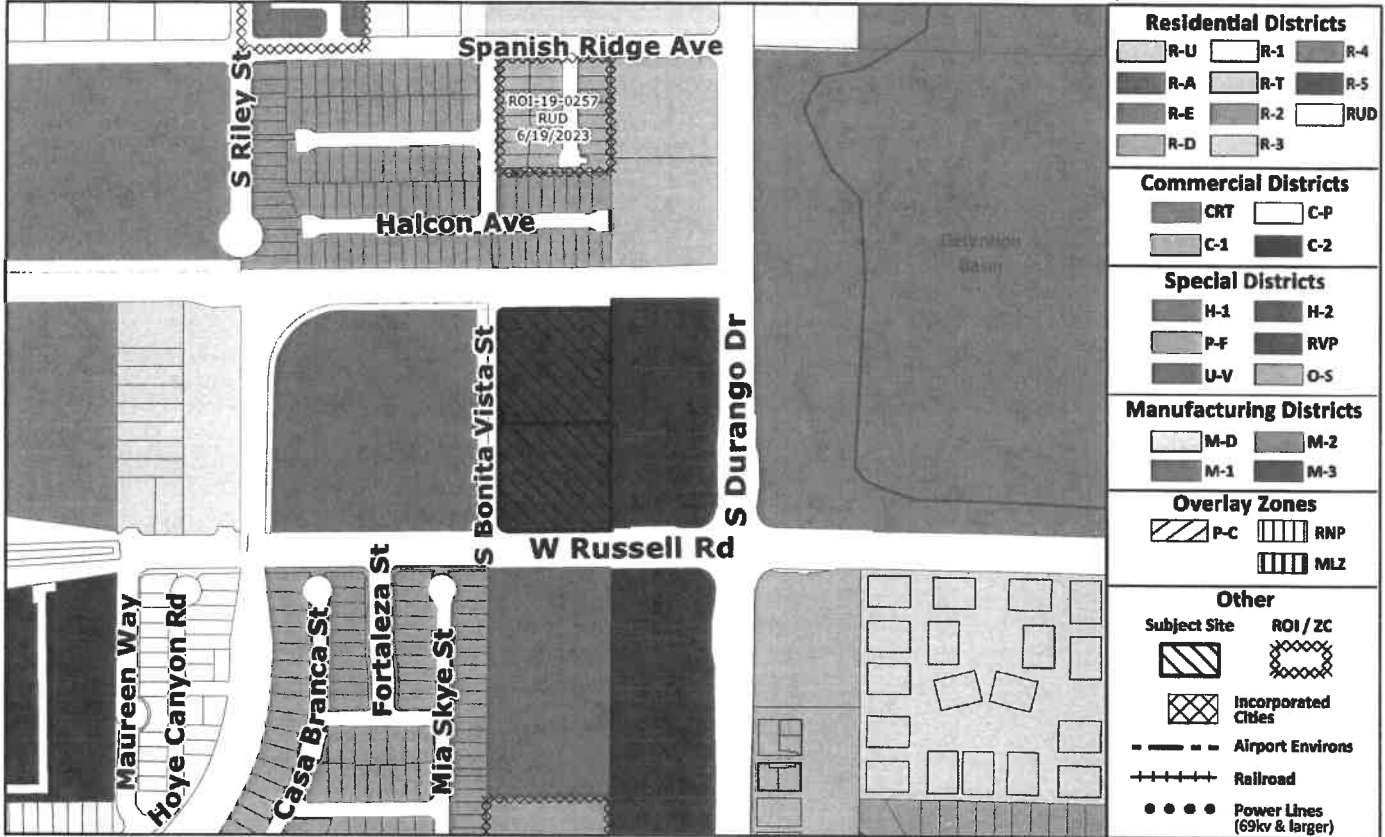 Spanish Ridge Ave
S Riley St
ROI-19-0257
RUD
6/19/2023
Halcon Ave
Detention
Basin
S Bonita Vista St
S Durango Dr
W Russell Rd
Maureen Way
Hoye Canyon Rd
Casa Branca St
Fortaleza St
Mia Skye St
Residential Districts
R-U R-1 R-4
R-A R-T R-5
R-E R-2 RUD
R-D R-3
Commercial Districts
CRT C-P
C-1 C-2
Special Districts
H-1 H-2
P-F RVP
U-V O-S
Manufacturing Districts
M-D M-2
M-1 M-3
Overlay Zones
P-C RNP
MLZ
Other
Subject Site ROI / ZC
Incorporated
Cities
Airport Environs
Railroad
Power Lines
(69kv & larger)